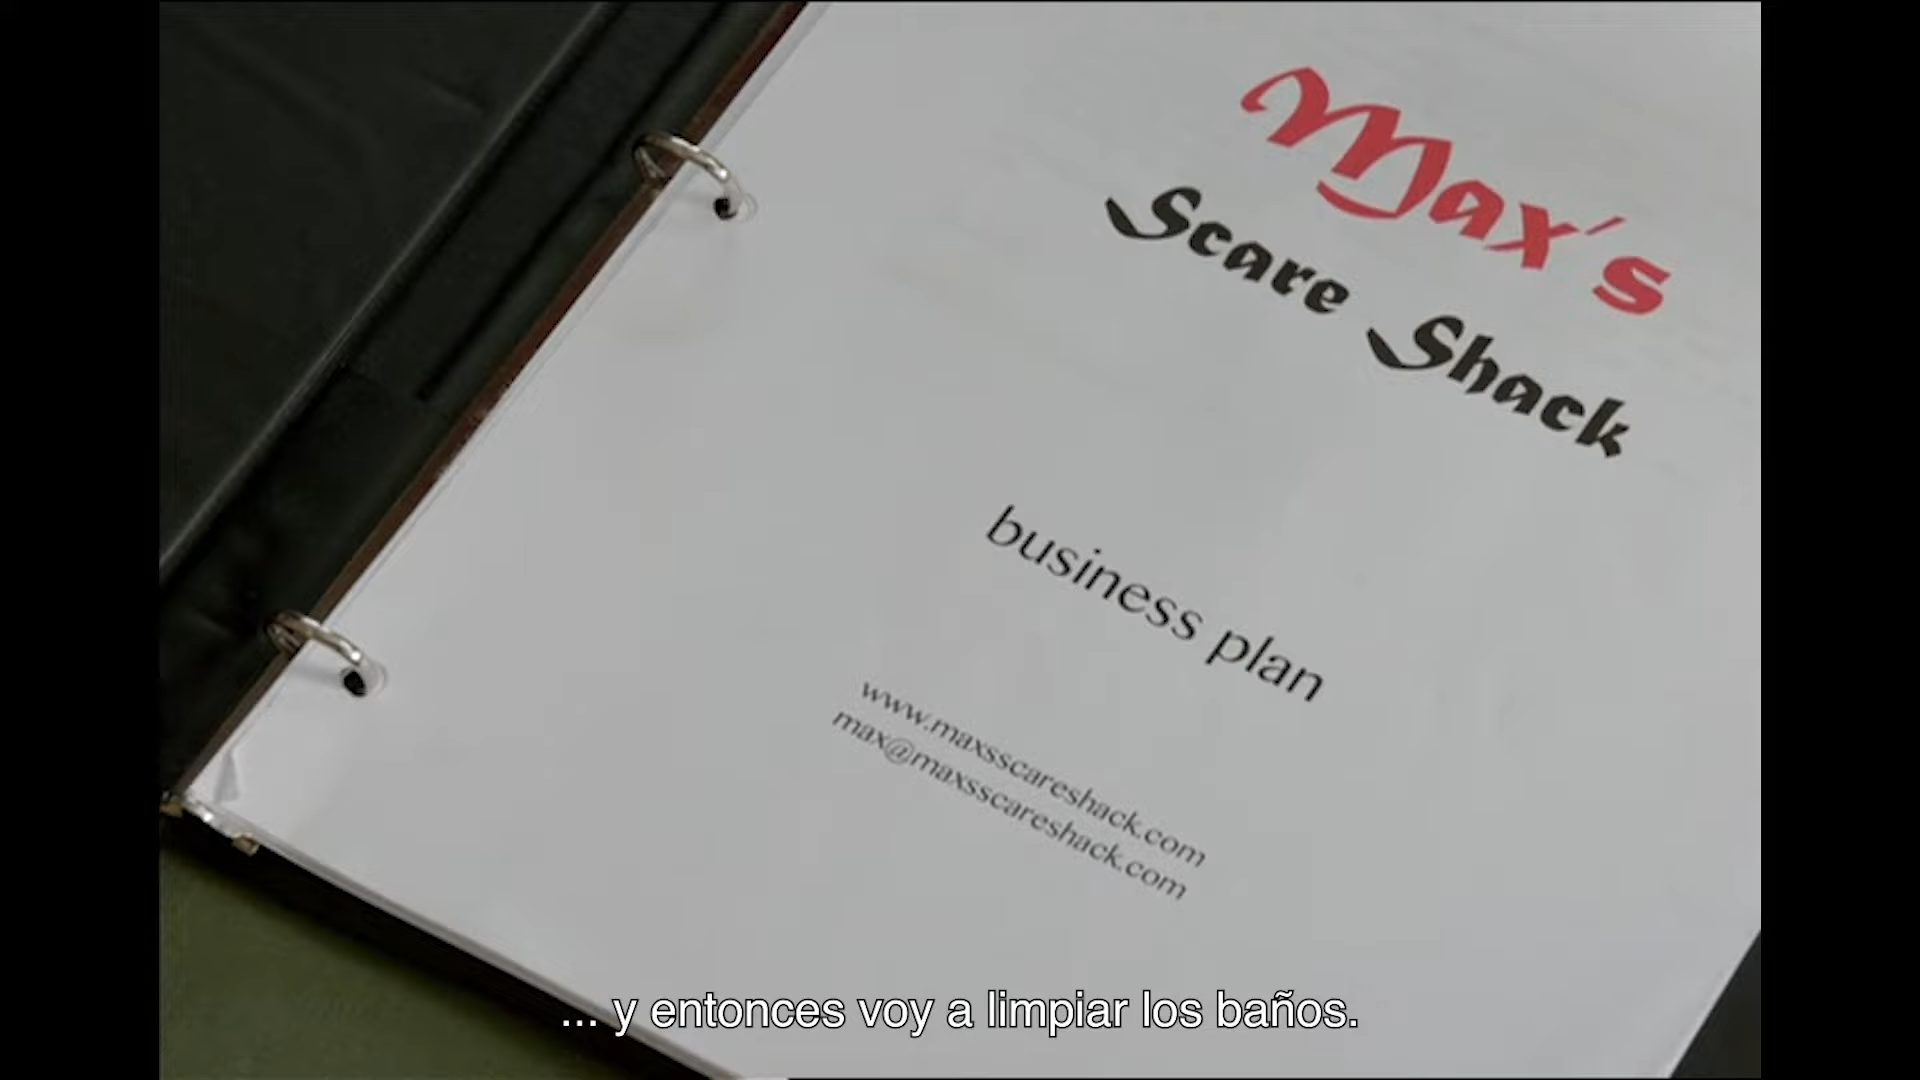 Max's
Scare Shack
business plan
www.maxsscareshack.com
max@maxsscareshack.com
... y entonces voy a limpiar los baños.